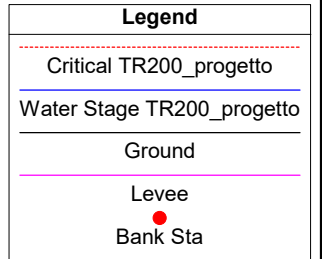 Legend
Critical TR200_progetto
Water Stage TR200_progetto
Ground
Levee
Bank Sta